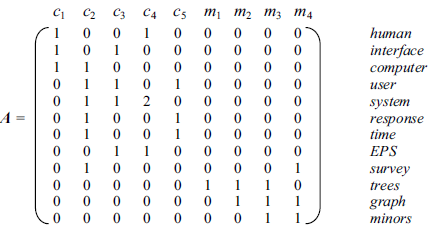 c1 c2 c3 c4 c5 m1 m2 m3 m4
1 0 0 1 0 0 0 0 0 human
1 0 1 0 0 0 0 0 0 interface
1 1 0 0 0 0 0 0 0 computer
0 1 1 0 1 0 0 0 0 user
0 1 1 2 0 0 0 0 0 system
0 1 0 0 1 0 0 0 0 response
A = 0 1 0 0 1 0 0 0 0 time
0 0 1 1 0 0 0 0 0 EPS
0 1 0 0 0 0 0 0 1 survey
0 0 0 0 0 1 1 1 0 trees
0 0 0 0 0 0 1 1 1 graph
0 0 0 0 0 0 0 1 1 minors